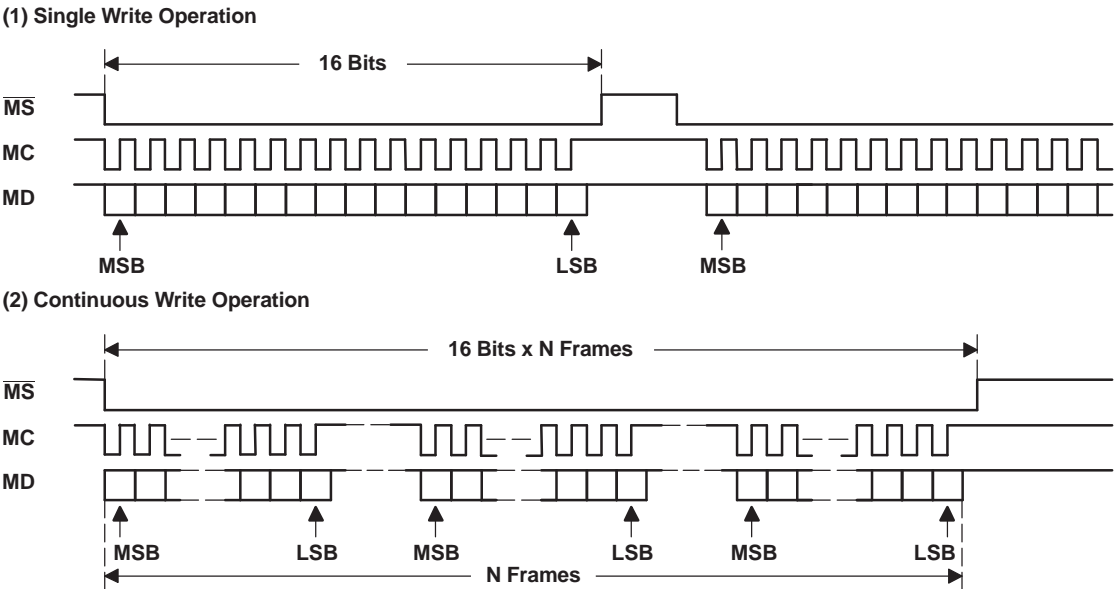 (1) Single Write Operation
16 Bits
MS
MC
MD
MSB LSB MSB
(2) Continuous Write Operation
16 Bits x N Frames
MS
MC
MD
MSB LSB MSB LSB MSB LSB
N Frames